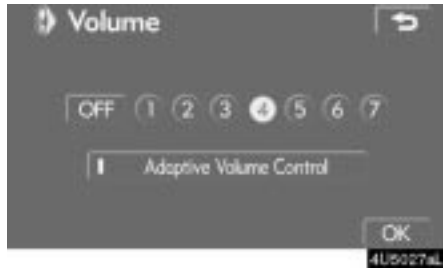 Volume
OFF 1 2 3 4 5 6 7
Adaptive Volume Control
OK
4U5027aL